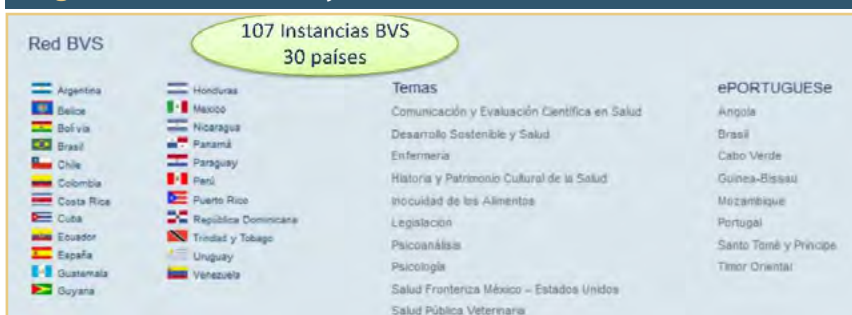 107 Instancias BVS
30 países
Red BVS
Argentina
Belice
Bolivia
Brasil
Chile
Colombia
Costa Rica
Cuba
Ecuador
España
Guatemala
Guyana
Honduras
México
Nicaragua
Panamá
Paraguay
Perú
Puerto Rico
República Dominicana
Trinidad y Tobago
Uruguay
Venezuela
Temas
Comunicación y Evaluación Científica en Salud
Desarrollo Sostenible y Salud
Enfermería
Historia y Patrimonio Cultural de la Salud
Inocuidad de los Alimentos
Legislación
Psicoanálisis
Psicología
Salud Fronteriza México – Estados Unidos
Salud Pública Veterinaria
ePORTUGUESe
Angola
Brasil
Cabo Verde
Guinea-Bissau
Mozambique
Portugal
Santo Tomé y Príncipe
Timor Oriental